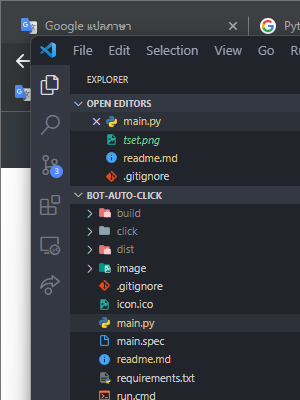 Google แปลภาษา
Pyt
File Edit Selection View Go R
EXPLORER
OPEN EDITORS
main.py
tset.png
readme.md
.gitignore
3
BOT-AUTO-CLICK
build
click
dist
image
.gitignore
icon.ico
main.py
main.spec
readme.md
requirements.txt
run.cmd